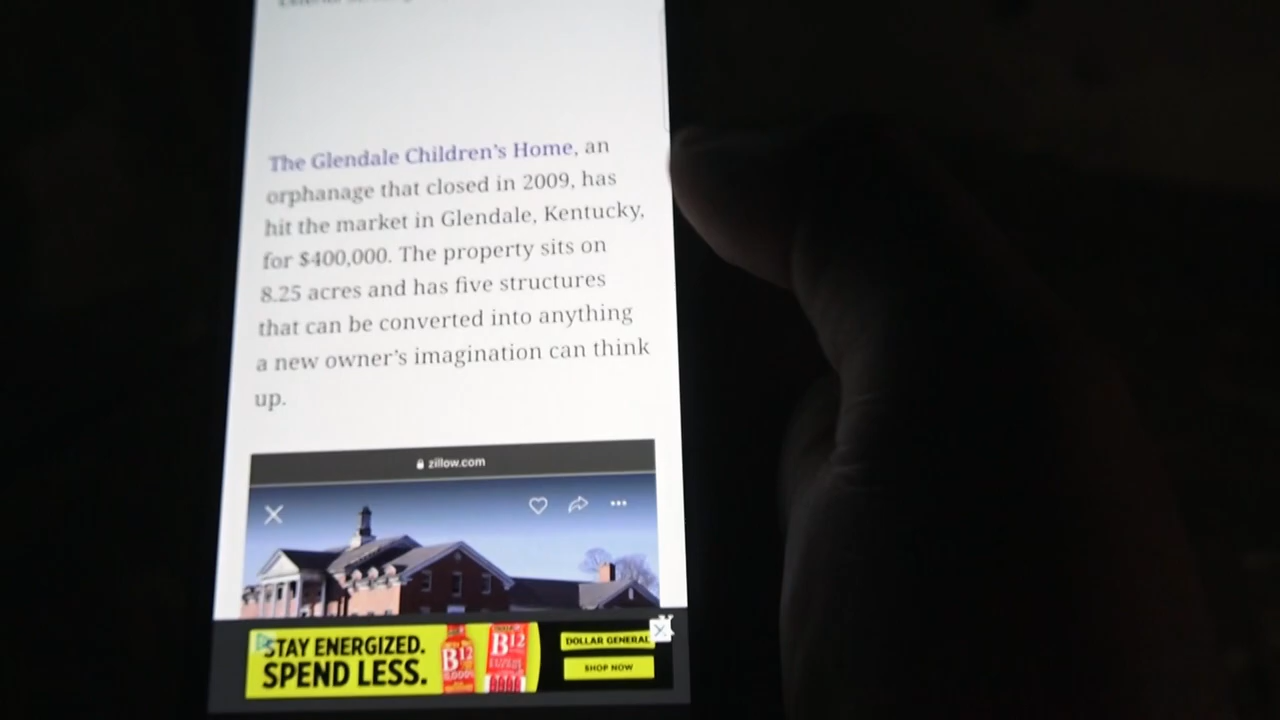 The Glendale Children's Home, an
orphanage that closed in 2009, has
hit the market in Glendale, Kentucky,
for $400,000. The property sits on
8.25 acres and has five structures
that can be converted into anything
a new owner's imagination can think
up.
zillow.com
STAY ENERGIZED.
SPEND LESS.
B12
B12
DOLLAR GENERAL
SHOP NOW